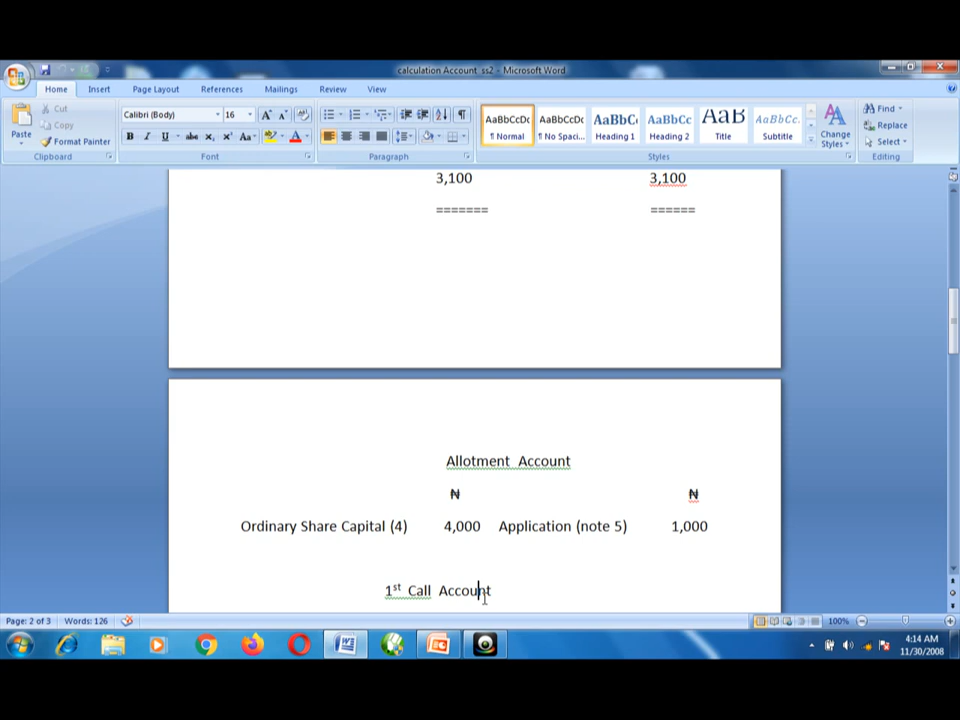 calculation Account ss2 - Microsoft Word
Home Insert Page Layout References Mailings Review View
Paste
Cut
Copy
Format Painter
Clipboard
Calibri (Body) 16
B I U abc X₂ X² Aa
Font
Paragraph
AaBbCcDc AaBbCcDc AaBbC AaBbCc AaB AaBbCc.
¶ Normal ¶ No Spaci... Heading 1 Heading 2 Title Subtitle
Change Styles
Styles
Find
Replace
Select
Editing
3,100 3,100
======= ======
Allotment Account
₦ ₦
Ordinary Share Capital (4) 4,000 Application (note 5) 1,000
1st Call Account
Page: 2 of 3 Words: 126 100%
4:14 AM
11/30/2008